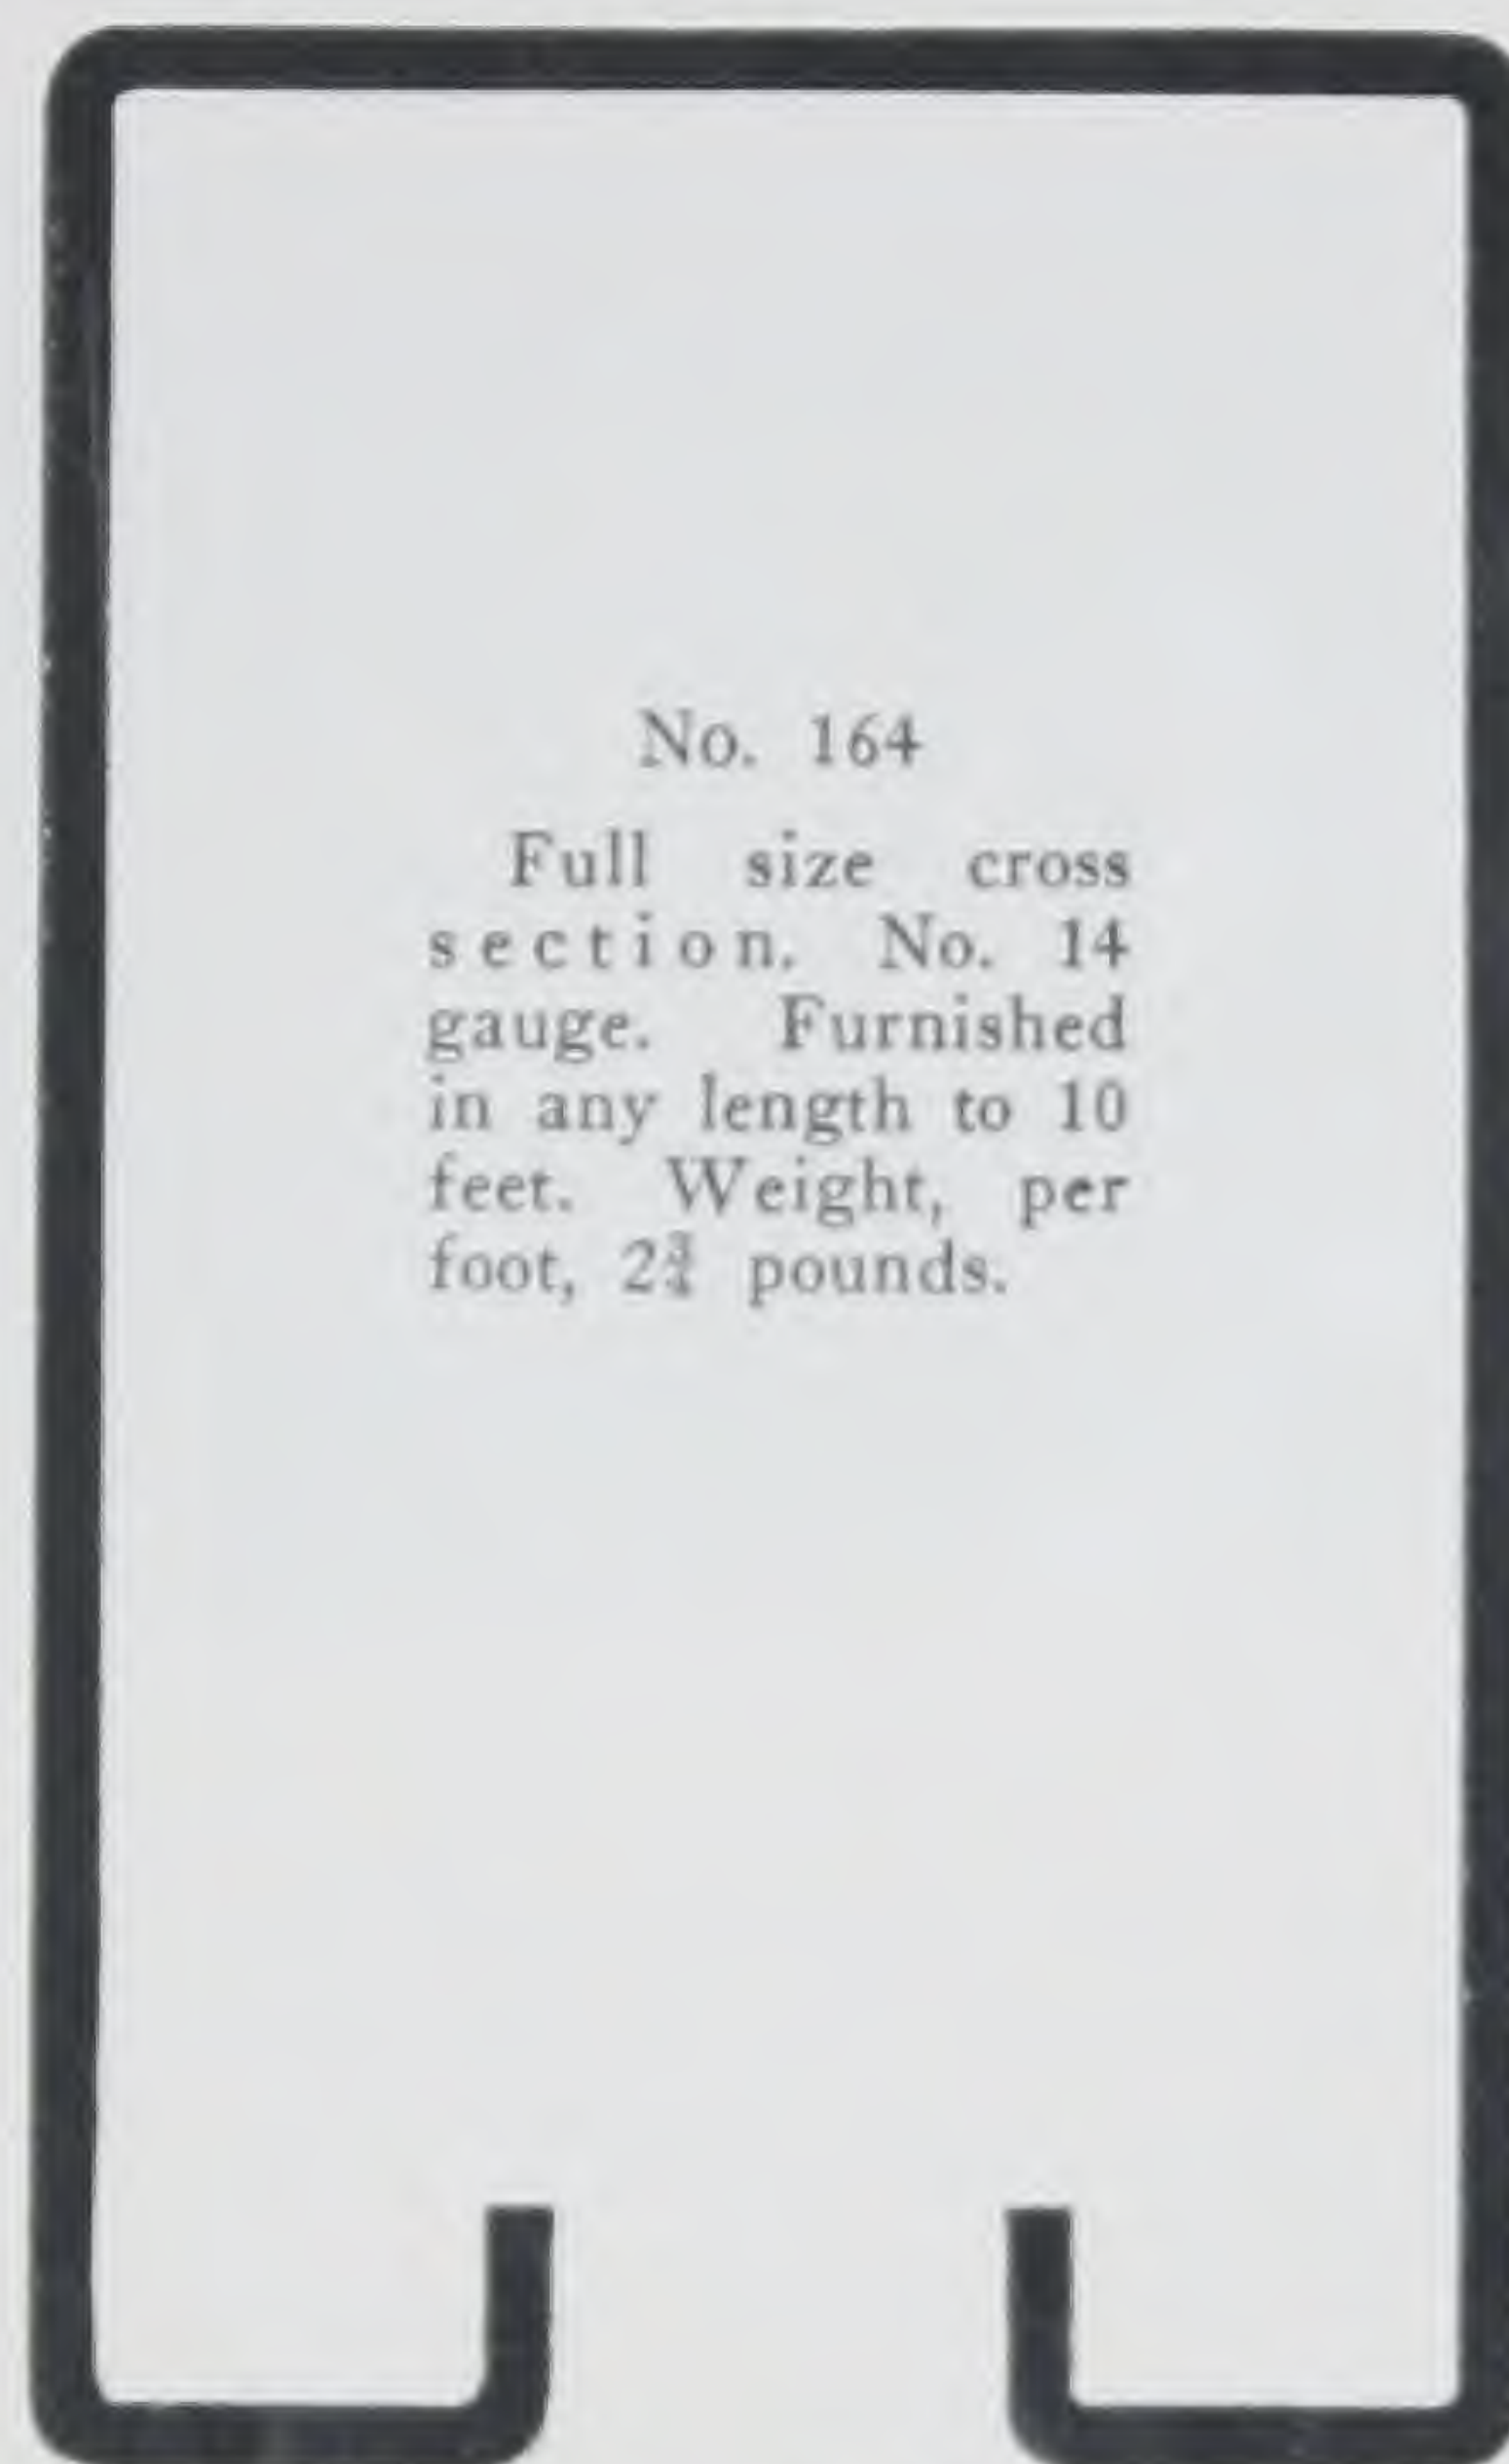 No. 164
Full size cross
section. No. 14
gauge. Furnished
in any length to 10
feet. Weight, per
foot, 2¾ pounds.